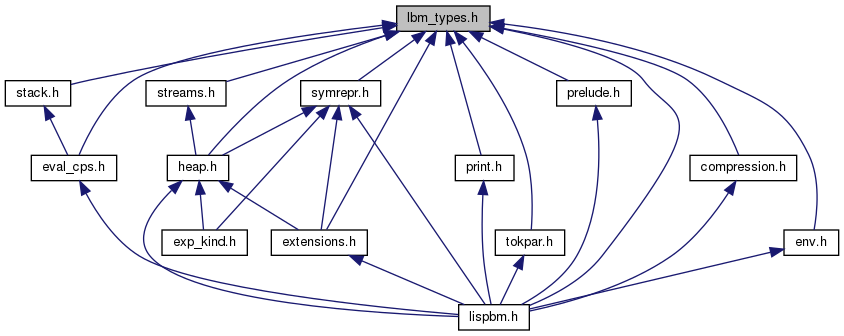 lbm_types.h
stack.h
streams.h
symrepr.h
prelude.h
eval_cps.h
heap.h
print.h
compression.h
exp_kind.h
extensions.h
tokpar.h
env.h
lispbm.h